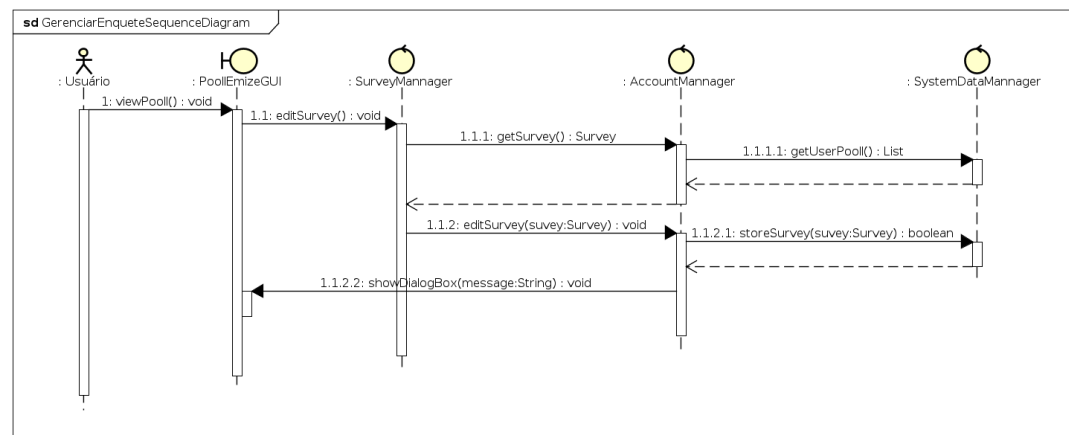 sd GerenciarEnqueteSequenceDiagram
: Usuário
: PoollEmizeGUI
: SurveyMannager
: AccountMannager
: SystemDataMannager
1: viewPooll() : void
1.1: editSurvey() : void
1.1.1: getSurvey() : Survey
1.1.1.1: getUserPooll() : List
1.1.2: editSurvey(suvey:Survey) : void
1.1.2.1: storeSurvey(suvey:Survey) : boolean
1.1.2.2: showDialogBox(message:String) : void